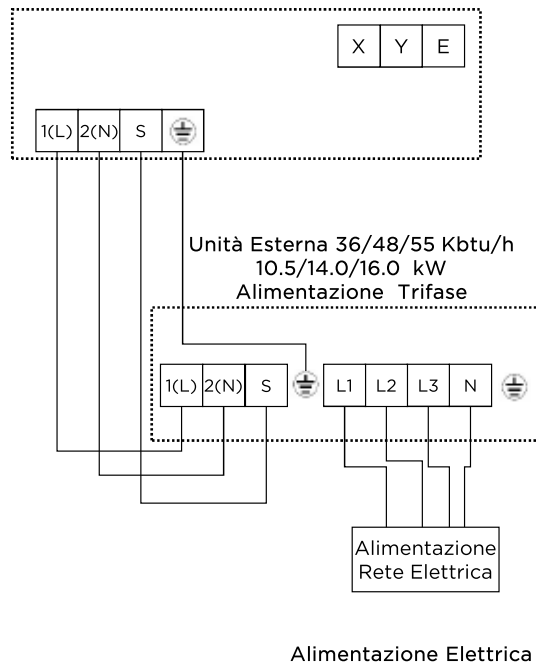 X Y E
1(L) 2(N) S
Unità Esterna 36/48/55 Kbtu/h
10.5/14.0/16.0 kW
Alimentazione Trifase
1(L) 2(N) S L1 L2 L3 N
Alimentazione
Rete Elettrica
Alimentazione Elettrica